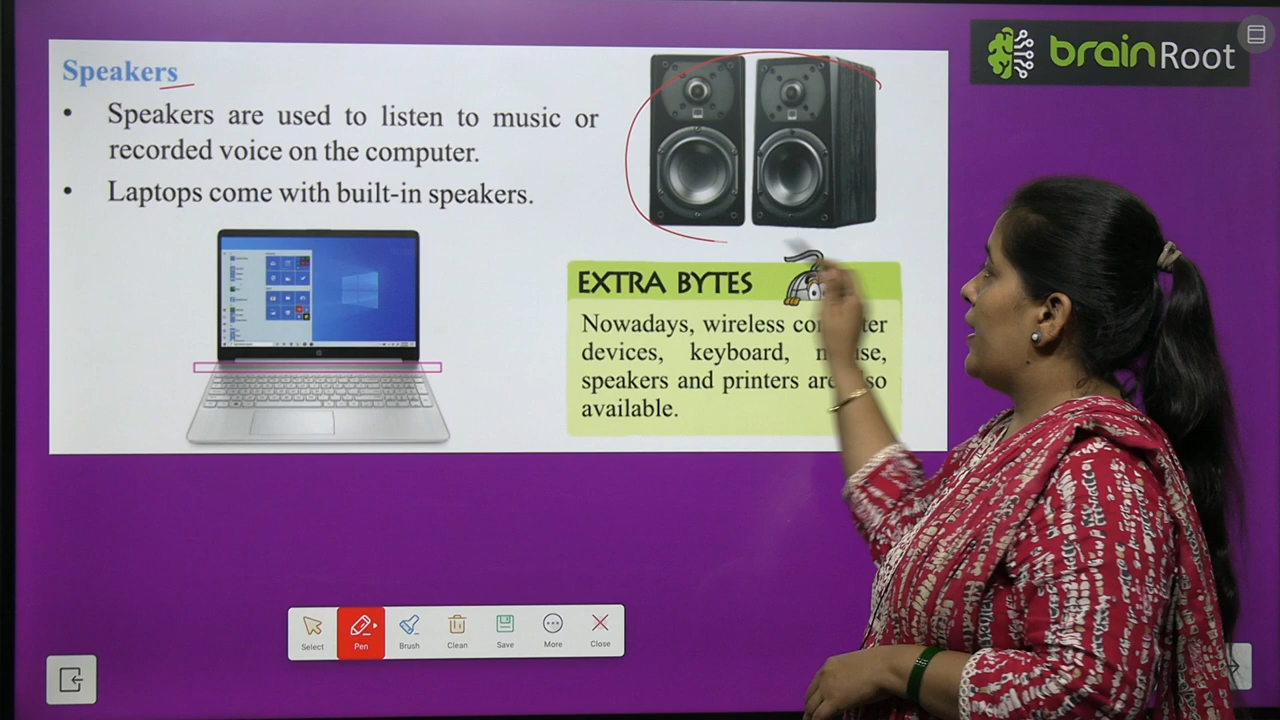 brainRoot
Speakers
• Speakers are used to listen to music or
recorded voice on the computer.
• Laptops come with built-in speakers.
EXTRA BYTES
Nowadays, wireless
devices, keyboard,
speakers and printers
available.
Select Pen Brush Clean Save More Close